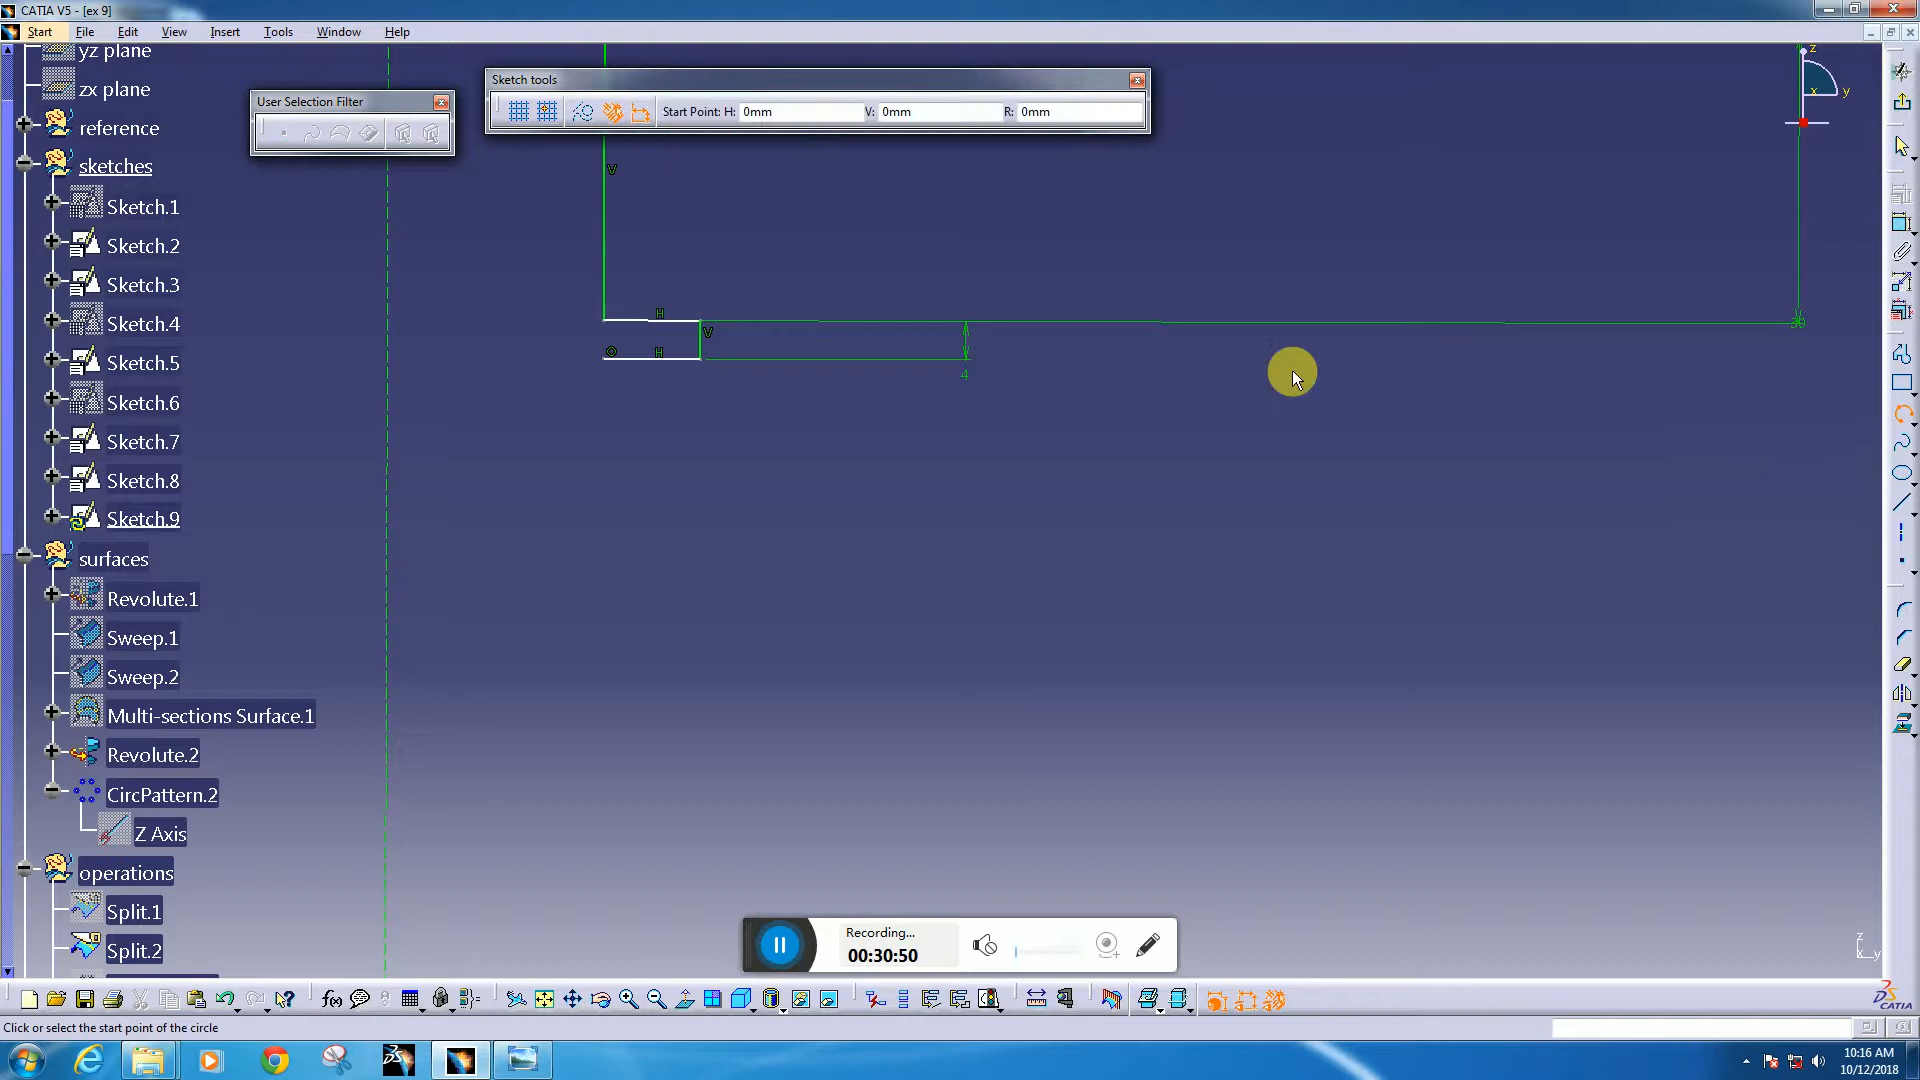 CATIA V5 - [ex 9]
Start File Edit View Insert Tools Window Help
yz plane
zx plane
reference
sketches
Sketch.1
Sketch.2
Sketch.3
Sketch.4
Sketch.5
Sketch.6
Sketch.7
Sketch.8
Sketch.9
surfaces
Revolute.1
Sweep.1
Sweep.2
Multi-sections Surface.1
Revolute.2
CircPattern.2
Z Axis
operations
Split.1
Split.2
User Selection Filter
Sketch tools
Start Point: H: 0mm V: 0mm R: 0mm
V
H
V
H
4
z
x
y
z
x y
Recording...
00:30:50
f(x)
CATIA
Click or select the start point of the circle
10:16 AM
10/12/2018